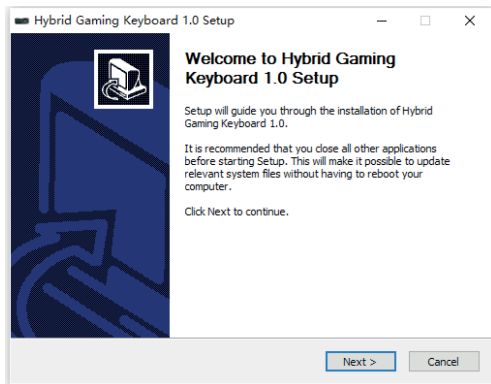 Hybrid Gaming Keyboard 1.0 Setup
Welcome to Hybrid Gaming
Keyboard 1.0 Setup
Setup will guide you through the installation of Hybrid
Gaming Keyboard 1.0.
It is recommended that you close all other applications
before starting Setup. This will make it possible to update
relevant system files without having to reboot your
computer.
Click Next to continue.
Next >
Cancel